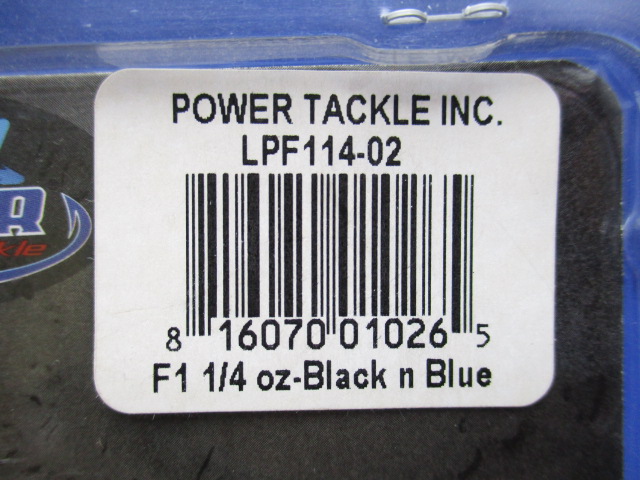 POWER TACKLE INC.
LPF114-02
8 16070 01026 5
F1 1/4 oz-Black n Blue